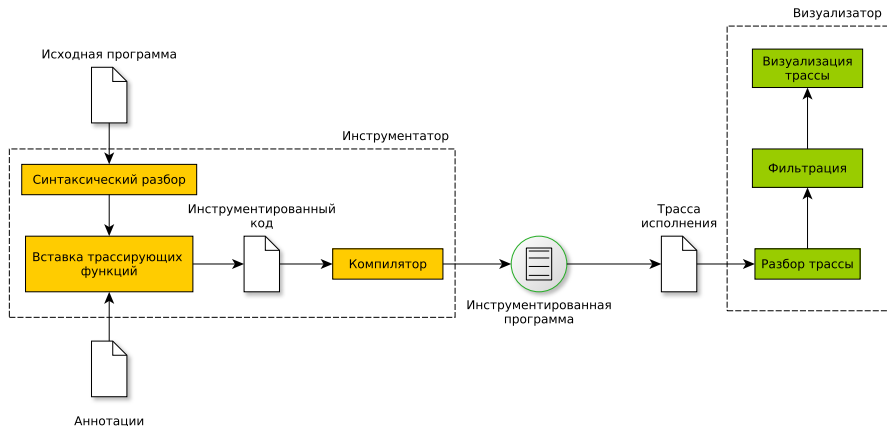 Визуализатор
Исходная программа
Визуализация
трассы
Инструментатор
Синтаксический разбор
Фильтрация
Инструментированный
код
Трасса
исполнения
Вставка трассирующих
функций
Компилятор
Разбор трассы
Инструментированная
программа
Аннотации